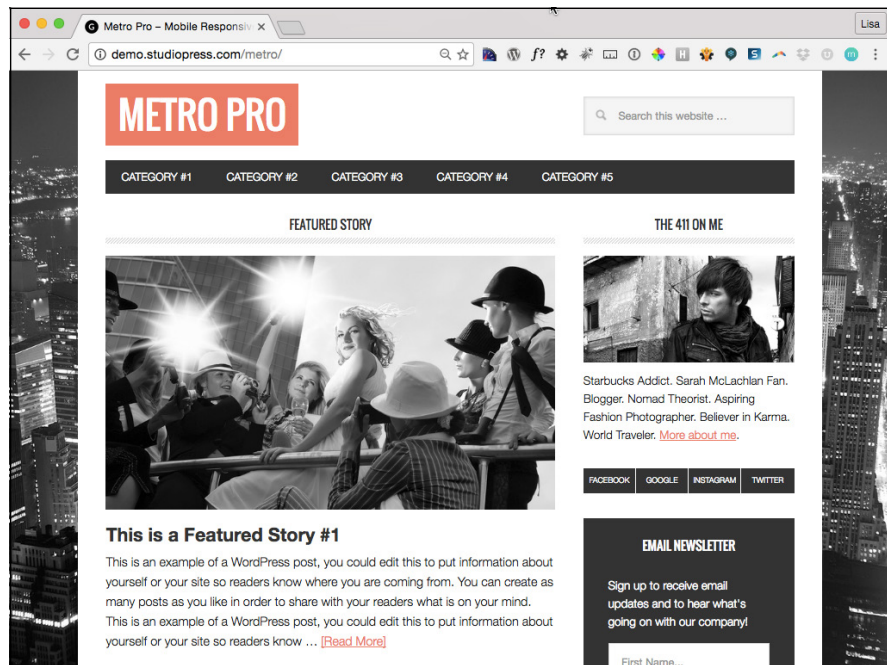 Metro Pro – Mobile Responsiv
Lisa
demo.studiopress.com/metro/
METRO PRO
Search this website ...
CATEGORY #1 CATEGORY #2 CATEGORY #3 CATEGORY #4 CATEGORY #5
FEATURED STORY
This is a Featured Story #1
This is an example of a WordPress post, you could edit this to put information about
yourself or your site so readers know where you are coming from. You can create as
many posts as you like in order to share with your readers what is on your mind.
This is an example of a WordPress post, you could edit this to put information about
yourself or your site so readers know … [Read More]
THE 411 ON ME
Starbucks Addict. Sarah McLachlan Fan.
Blogger. Nomad Theorist. Aspiring
Fashion Photographer. Believer in Karma.
World Traveler. More about me.
FACEBOOK GOOGLE INSTAGRAM TWITTER
EMAIL NEWSLETTER
Sign up to receive email
updates and to hear what's
going on with our company!
First Name...